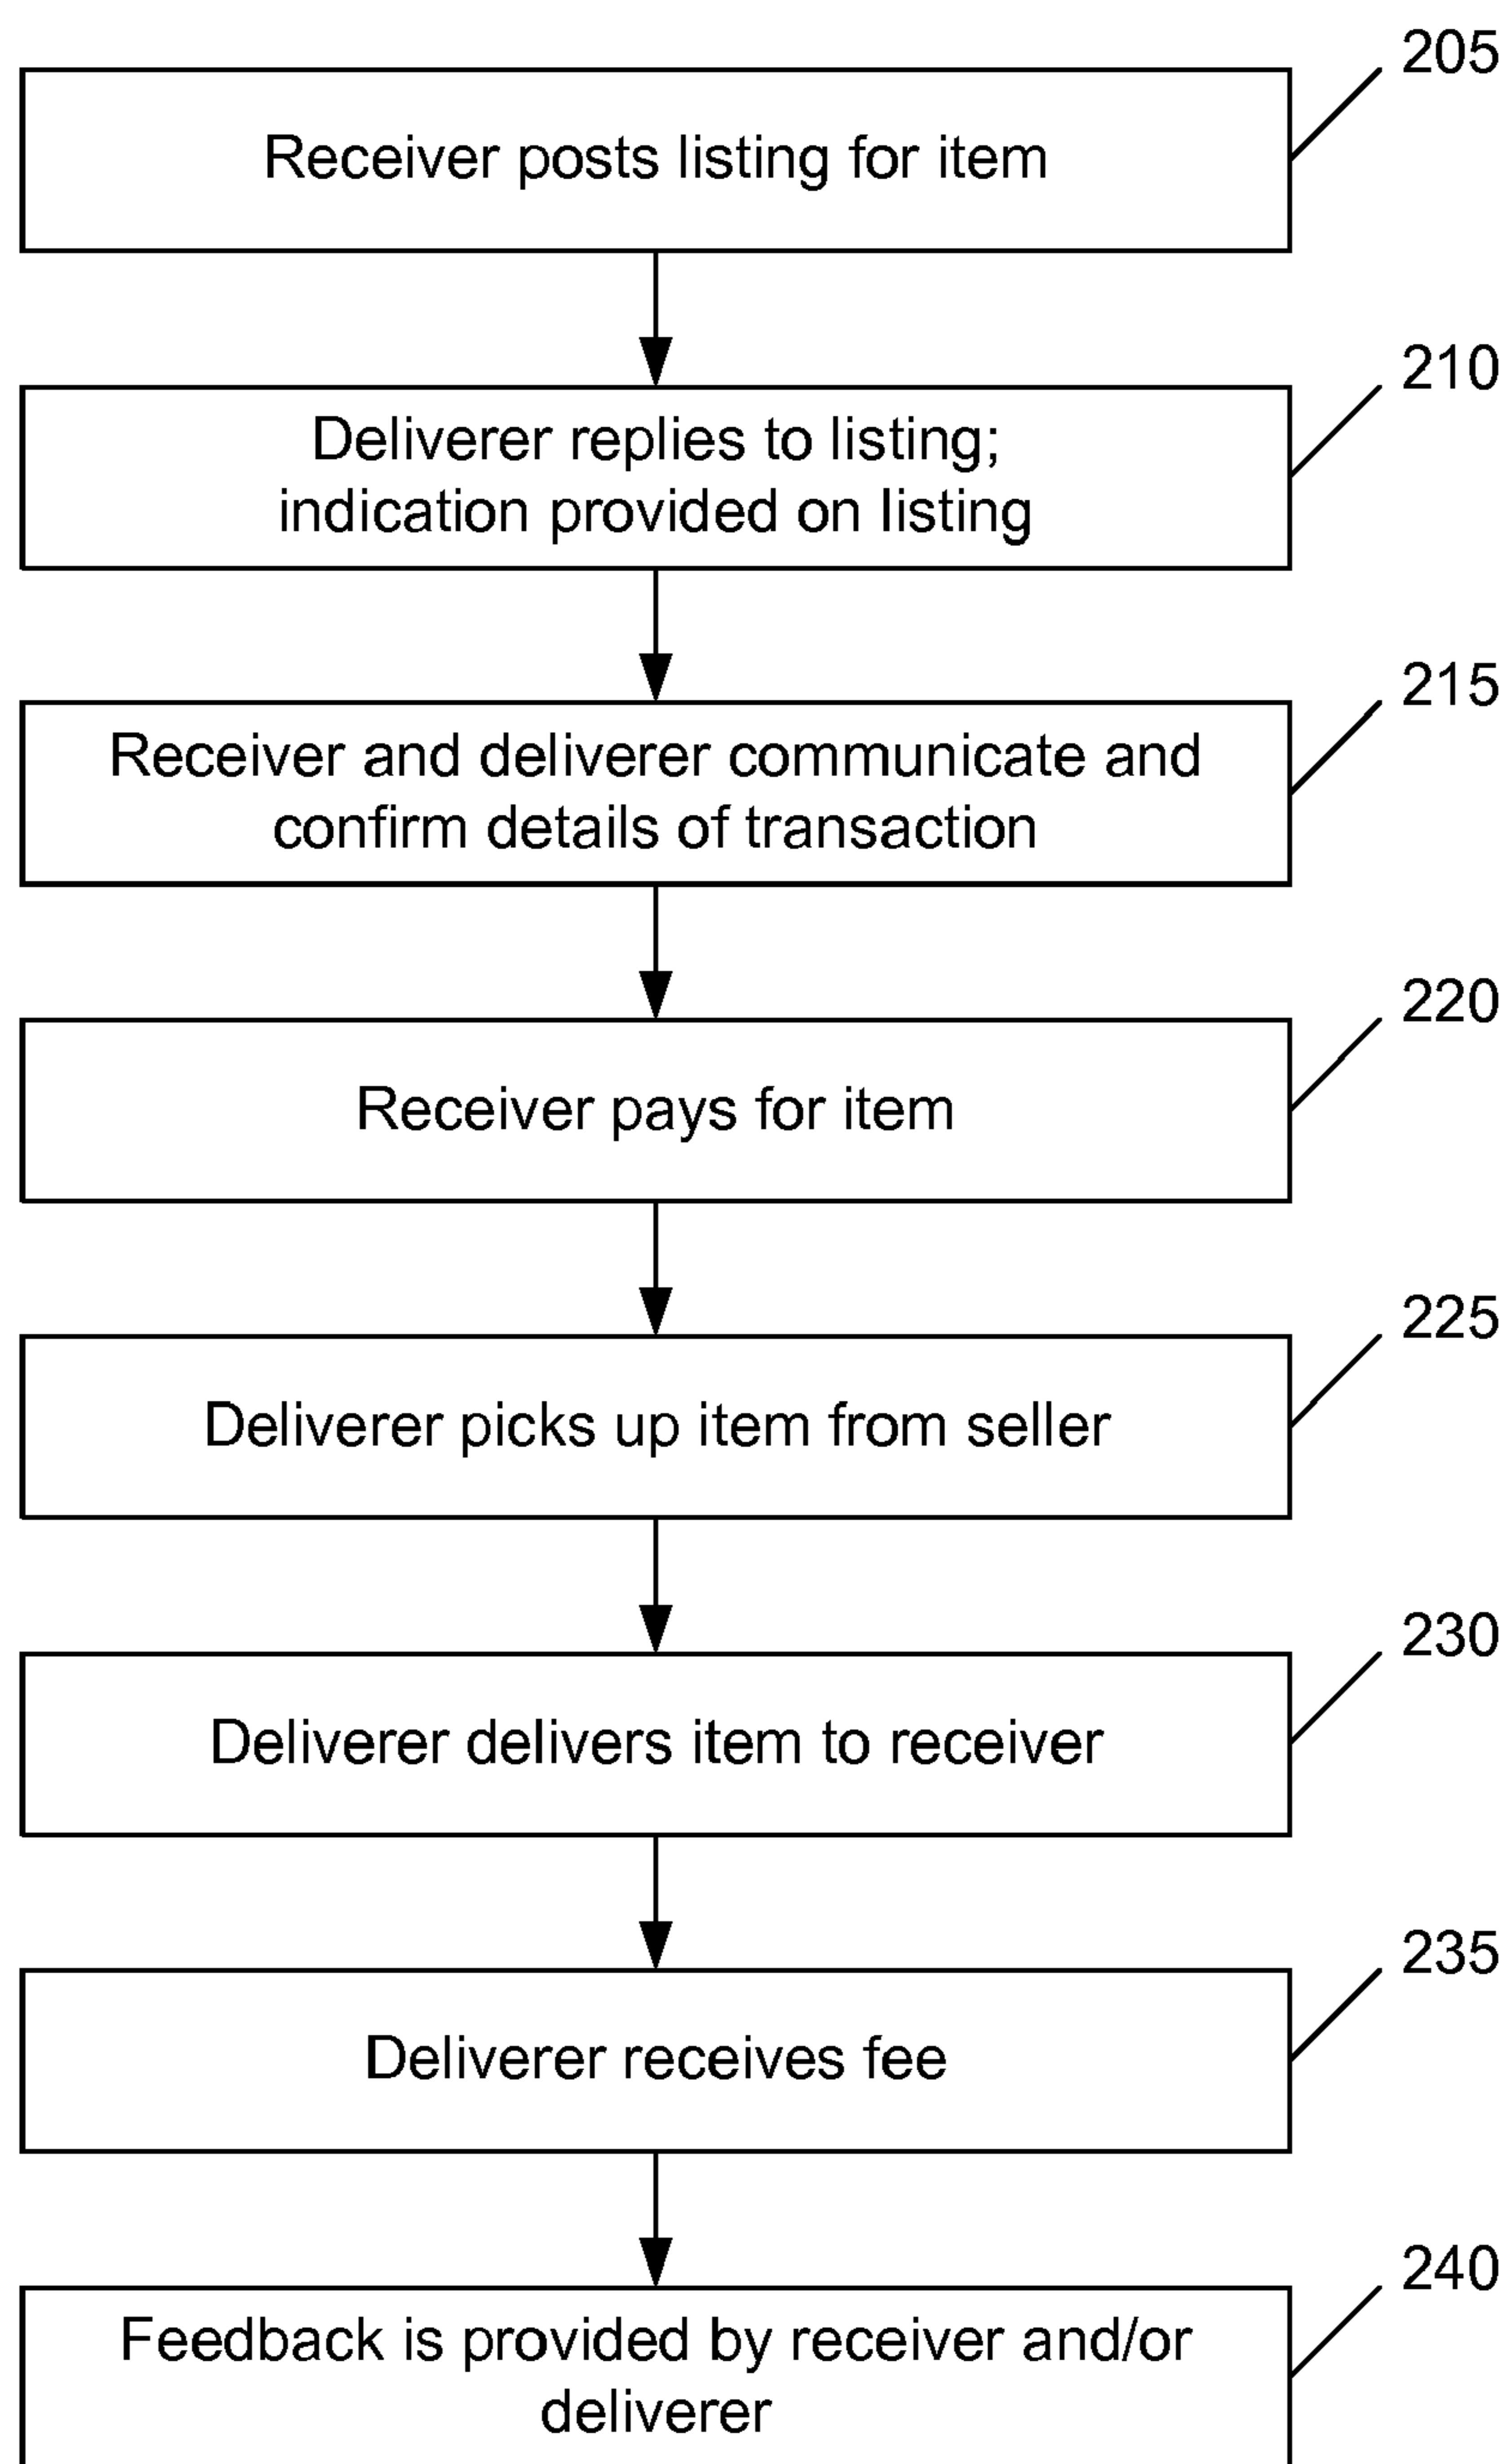 205
Receiver posts listing for item
210
Deliverer replies to listing;
indication provided on listing
215
Receiver and deliverer communicate and
confirm details of transaction
220
Receiver pays for item
225
Deliverer picks up item from seller
230
Deliverer delivers item to receiver
235
Deliverer receives fee
240
Feedback is provided by receiver and/or
deliverer